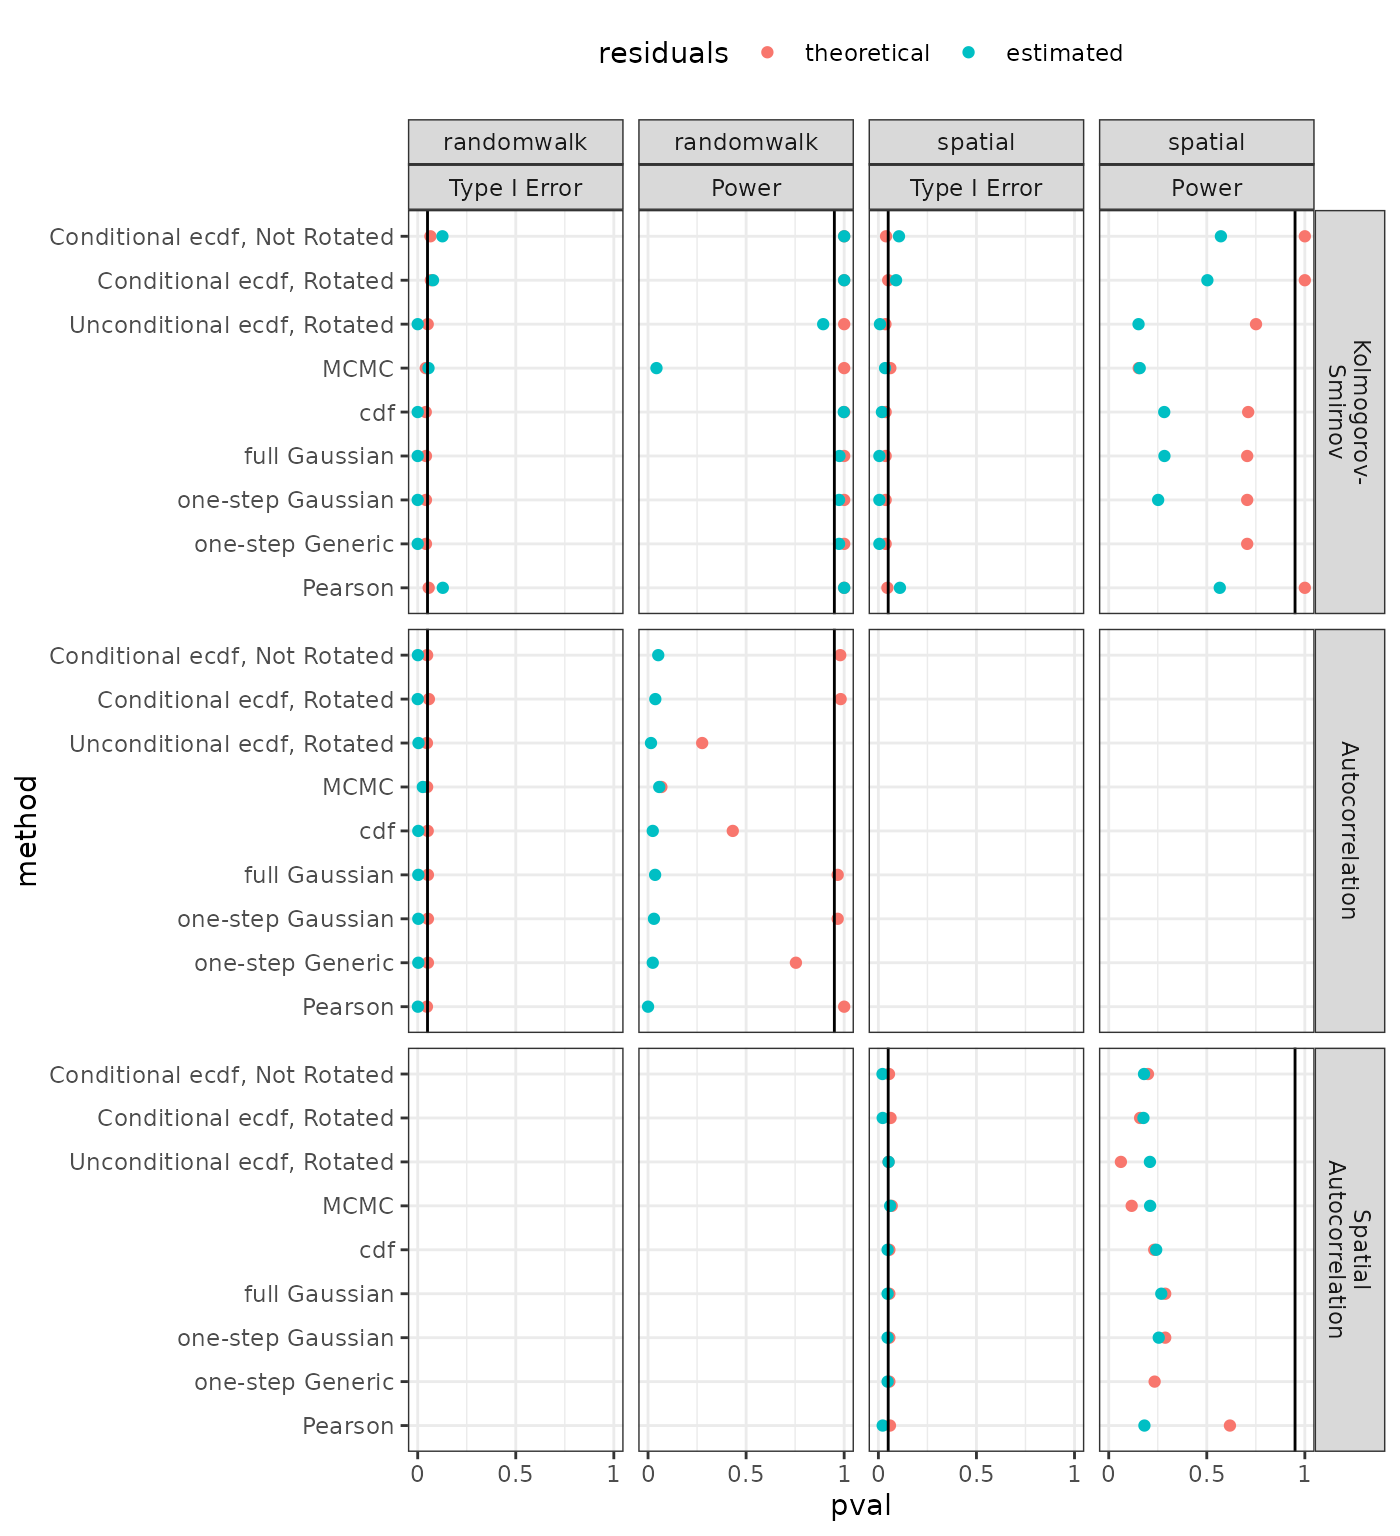 residuals theoretical estimated
randomwalk randomwalk spatial spatial
Type I Error Power Type I Error Power
Conditional ecdf, Not Rotated
Conditional ecdf, Rotated
Unconditional ecdf, Rotated
MCMC
cdf
full Gaussian
one-step Gaussian
one-step Generic
Pearson
Kolmogorov-
Smirnov
Conditional ecdf, Not Rotated
Conditional ecdf, Rotated
Unconditional ecdf, Rotated
MCMC
cdf
full Gaussian
one-step Gaussian
one-step Generic
Pearson
Autocorrelation
Conditional ecdf, Not Rotated
Conditional ecdf, Rotated
Unconditional ecdf, Rotated
MCMC
cdf
full Gaussian
one-step Gaussian
one-step Generic
Pearson
Spatial
Autocorrelation
method
0 0.5 1 0 0.5 1 0 0.5 1 0 0.5 1
pval